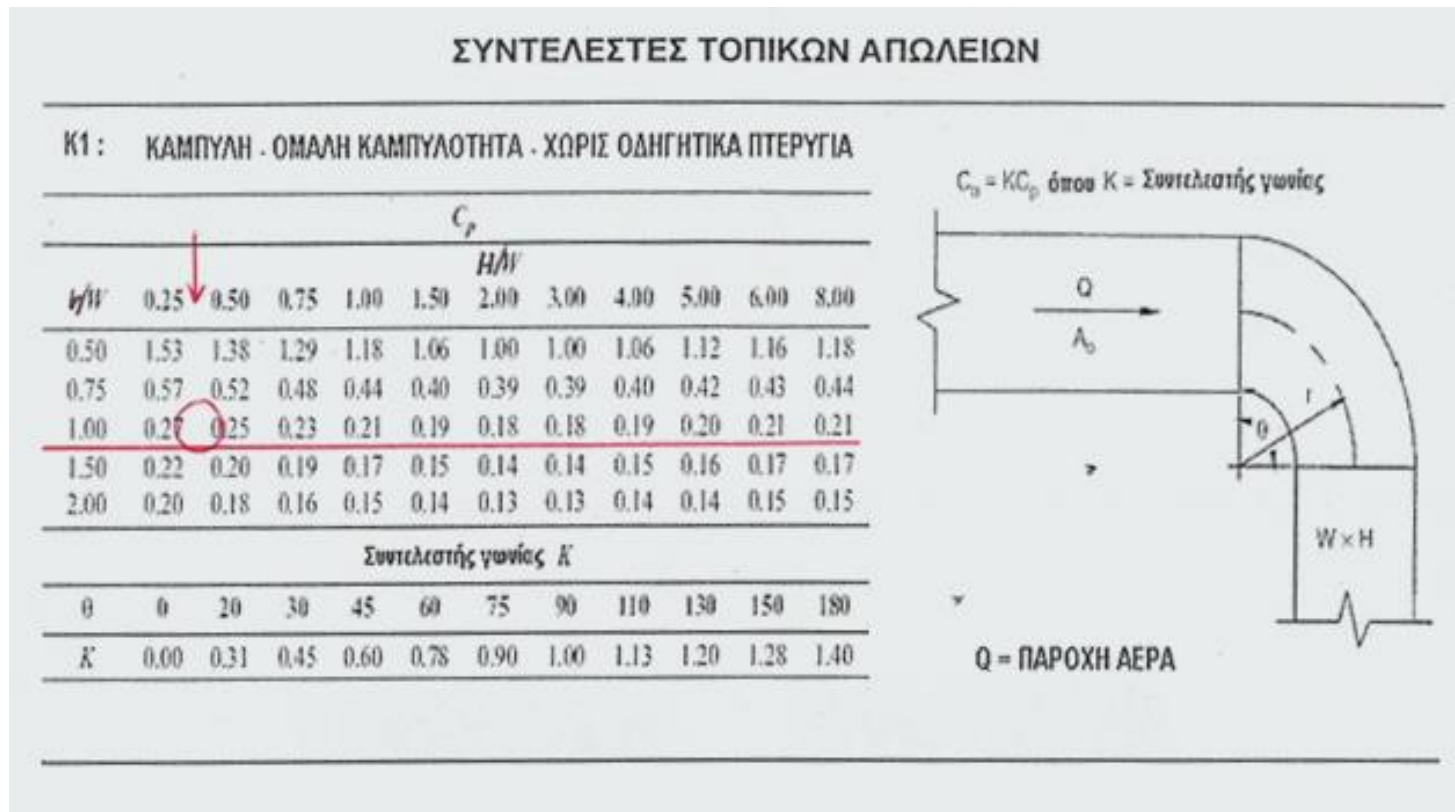 ΣΥΝΤΕΛΕΣΤΕΣ ΤΟΠΙΚΩΝ ΑΠΩΛΕΙΩΝ
Κ1 : ΚΑΜΠΥΛΗ - ΟΜΑΛΗ ΚΑΜΠΥΛΟΤΗΤΑ - ΧΩΡΙΣ ΟΔΗΓΗΤΙΚΑ ΠΤΕΡΥΓΙΑ
Cp
H/W
r/W 0.25 0.50 0.75 1.00 1.50 2.00 3.00 4.00 5.00 6.00 8.00
0.50 1.53 1.38 1.29 1.18 1.06 1.00 1.00 1.06 1.12 1.16 1.18
0.75 0.57 0.52 0.48 0.44 0.40 0.39 0.39 0.40 0.42 0.43 0.44
1.00 0.27 0.25 0.23 0.21 0.19 0.18 0.18 0.19 0.20 0.21 0.21
1.50 0.22 0.20 0.19 0.17 0.15 0.14 0.14 0.15 0.16 0.17 0.17
2.00 0.20 0.18 0.16 0.15 0.14 0.13 0.13 0.14 0.14 0.15 0.15
Συντελεστής γωνίας K
θ 0 20 30 45 60 75 90 110 130 150 180
K 0.00 0.31 0.45 0.60 0.78 0.90 1.00 1.13 1.20 1.28 1.40
Co = KCp όπου K = Συντελεστής γωνίας
Q
Ao
r
θ
W × H
Q = ΠΑΡΟΧΗ ΑΕΡΑ